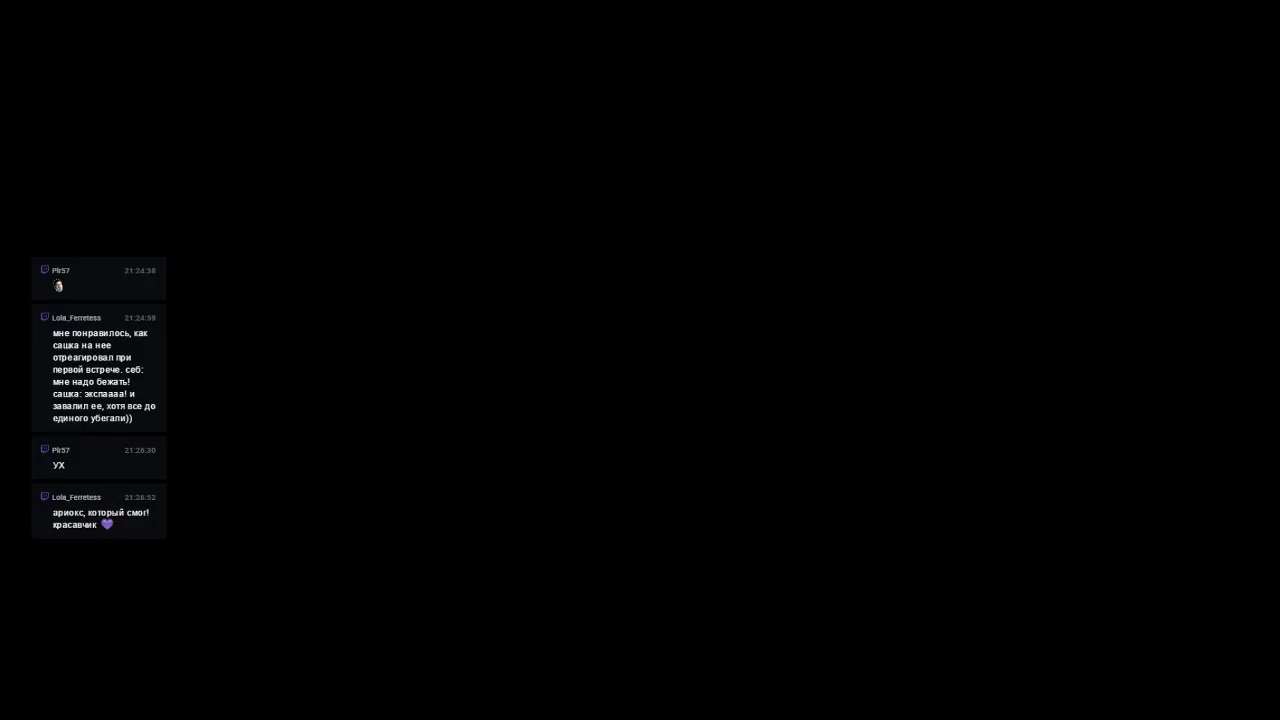 Plr57 21:24:38
Lola_Ferretess 21:24:59
мне понравилось, как
сашка на нее
отреагировал при
первой встрече. себ:
мне надо бежать!
сашка: экспаааа! и
завалил ее, хотя все до
единого убегали))
Plr57 21:26:30
УХ
Lola_Ferretess 21:26:52
ариокс, который смог!
красавчик 💜